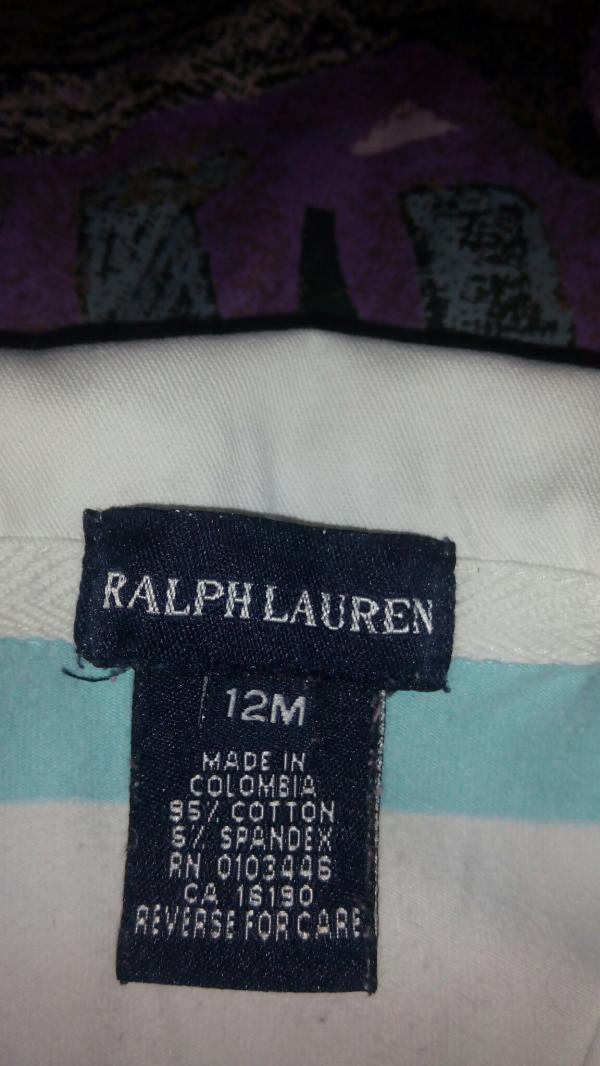 RALPH LAUREN
12M
MADE IN
COLOMBIA
95% COTTON
5% SPANDEX
RN 0103446
CA 16190
REVERSE FOR CARE